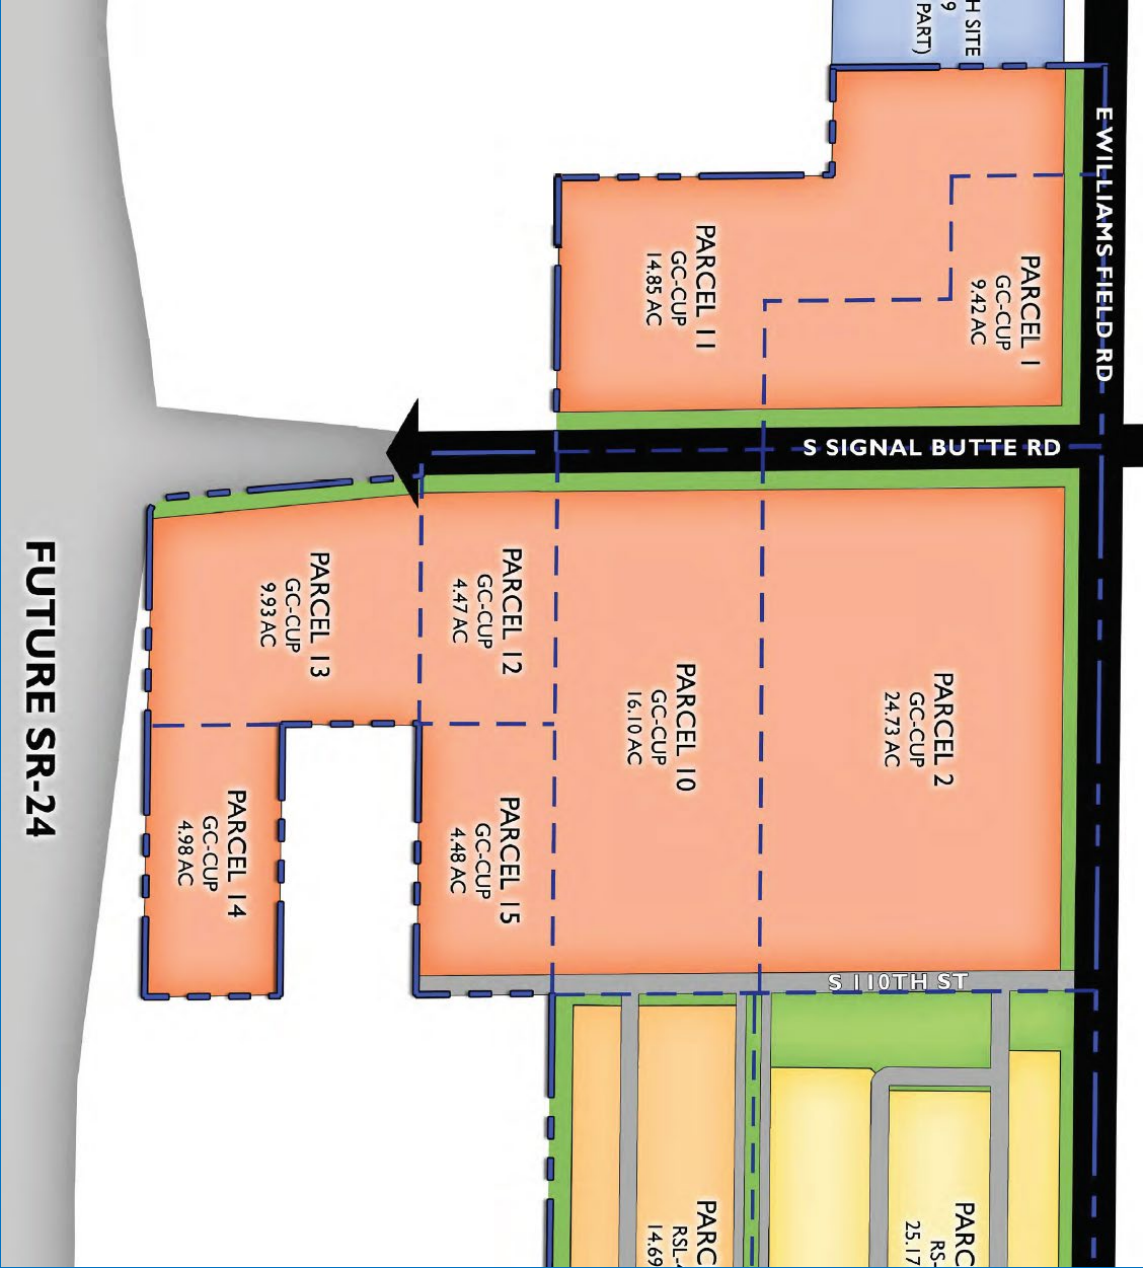 H SITE
9
PART)
E WILLIAMS FIELD RD
PARCEL 1
GC-CUP
9.42 AC
PARCEL 11
GC-CUP
14.85 AC
S SIGNAL BUTTE RD
PARCEL 2
GC-CUP
24.73 AC
PARCEL 10
GC-CUP
16.10 AC
PARCEL 12
GC-CUP
4.47 AC
PARCEL 13
GC-CUP
9.93 AC
PARCEL 15
GC-CUP
4.48 AC
PARCEL 14
GC-CUP
4.98 AC
FUTURE SR-24
S 110TH ST
PARC
RS-
25.17
PARC
RSL-
14.69